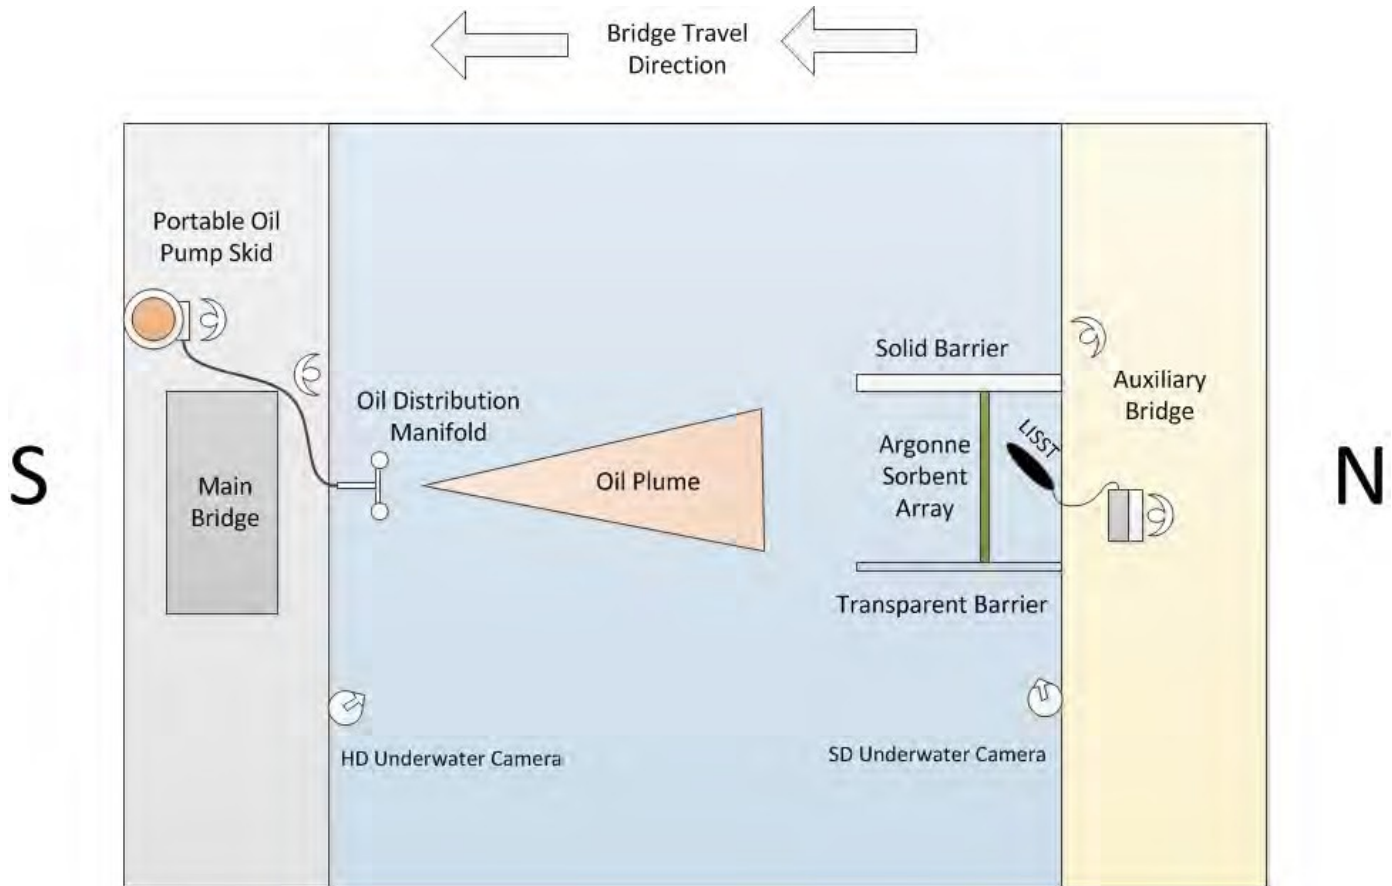 Bridge Travel
Direction
Portable Oil
Pump Skid
Solid Barrier
Auxiliary
Bridge
Oil Distribution
Manifold
LISST
Argonne
Sorbent
Array
S
Main
Bridge
Oil Plume
N
Transparent Barrier
HD Underwater Camera
SD Underwater Camera